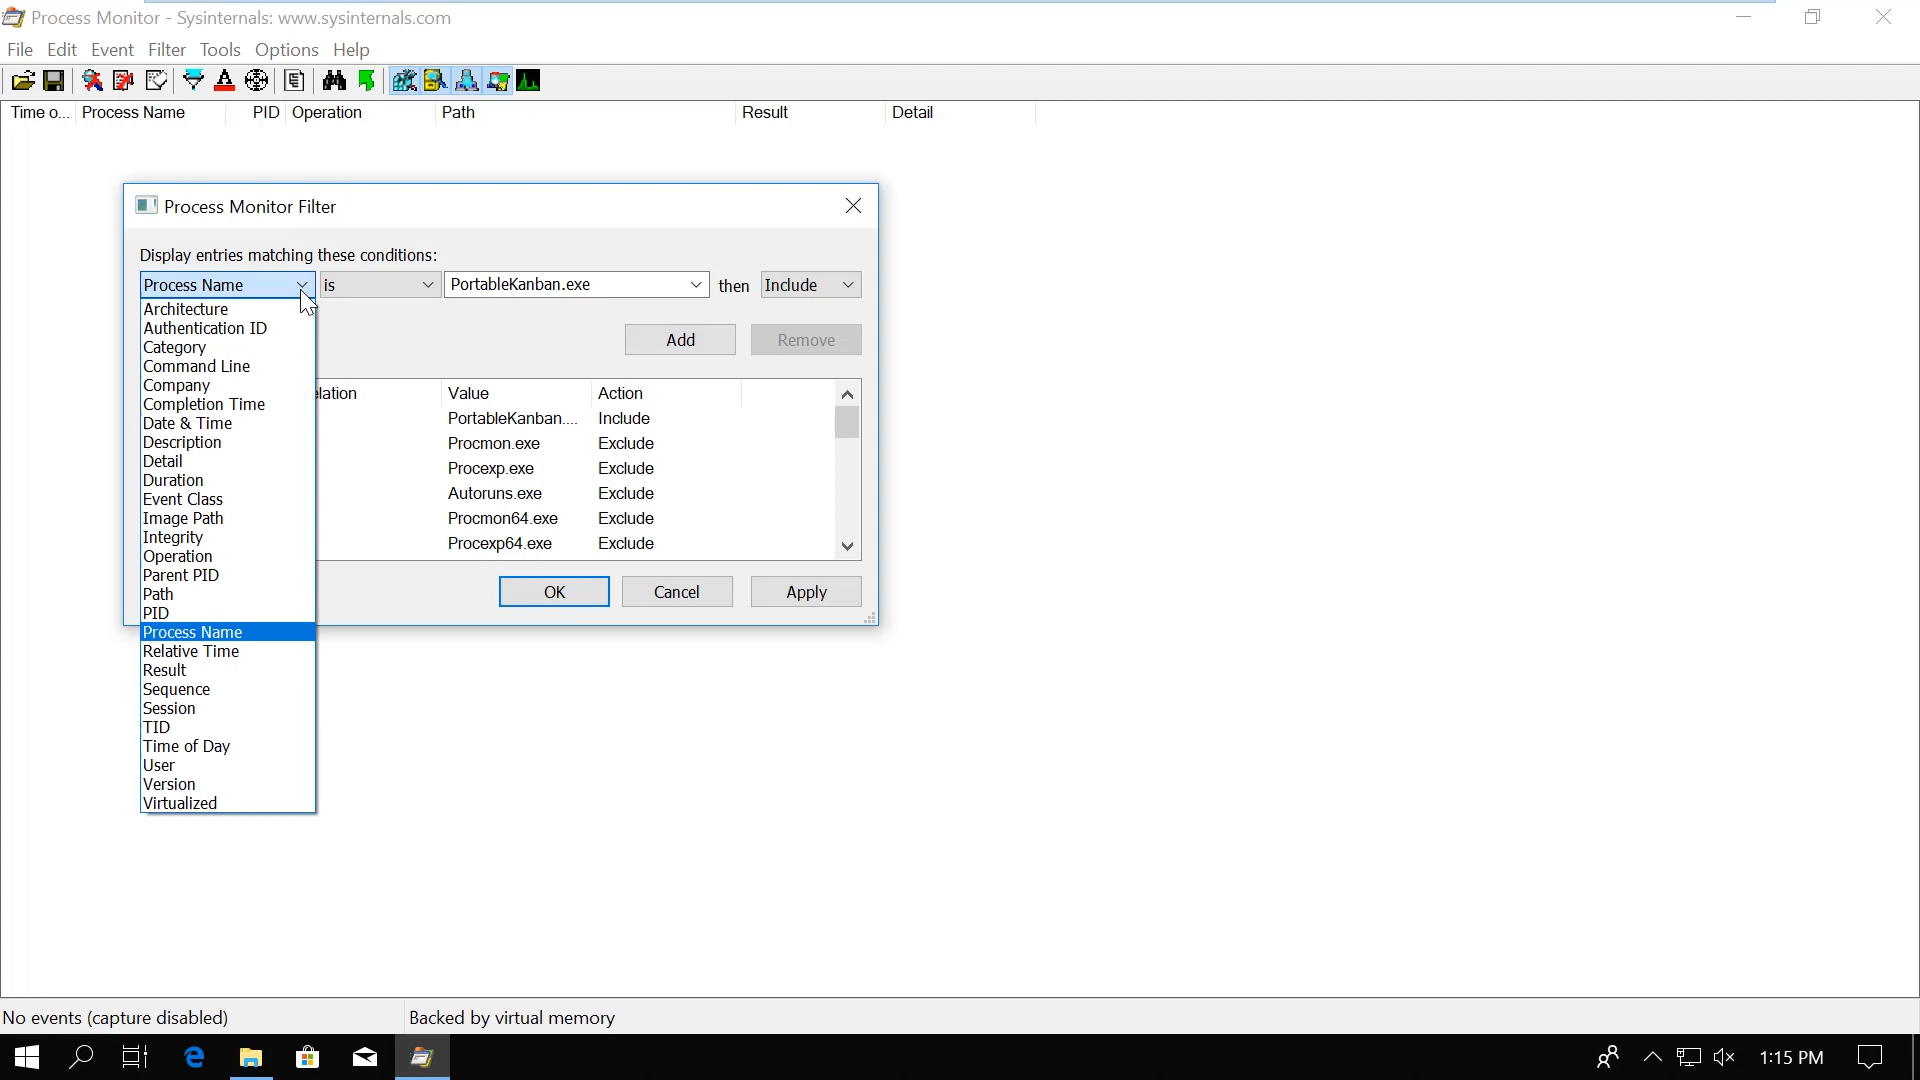 Process Monitor - Sysinternals: www.sysinternals.com
File Edit Event Filter Tools Options Help
Time o... Process Name PID Operation Path Result Detail
Process Monitor Filter
Display entries matching these conditions:
Process Name is PortableKanban.exe then Include
Architecture
Authentication ID
Category
Command Line
Company
Completion Time
Date & Time
Description
Detail
Duration
Event Class
Image Path
Integrity
Operation
Parent PID
Path
PID
Process Name
Relative Time
Result
Sequence
Session
TID
Time of Day
User
Version
Virtualized
Add Remove
elation Value Action
PortableKanban.... Include
Procmon.exe Exclude
Procexp.exe Exclude
Autoruns.exe Exclude
Procmon64.exe Exclude
Procexp64.exe Exclude
OK Cancel Apply
No events (capture disabled) Backed by virtual memory
1:15 PM